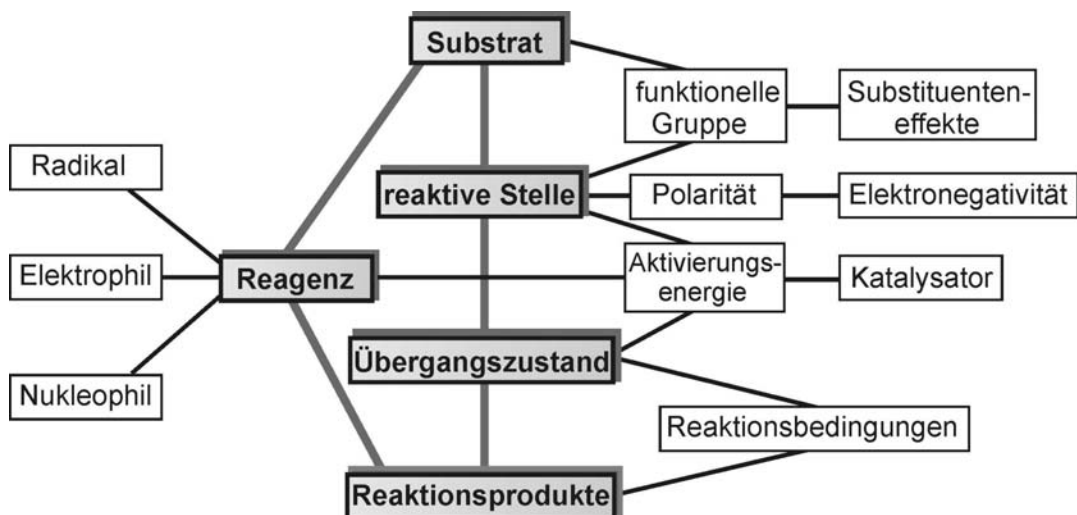 Substrat
funktionelle
Gruppe
Substituenten-
effekte
Radikal
reaktive Stelle
Polarität
Elektronegativität
Elektrophil
Reagenz
Aktivierungs-
energie
Katalysator
Übergangszustand
Nukleophil
Reaktionsbedingungen
Reaktionsprodukte